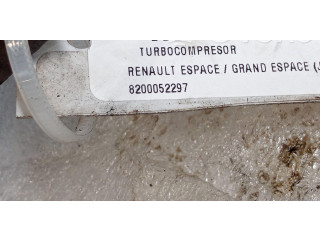 TURBOCOMPRESOR
RENAULT ESPACE / GRAND ESPACE (J
8200052297